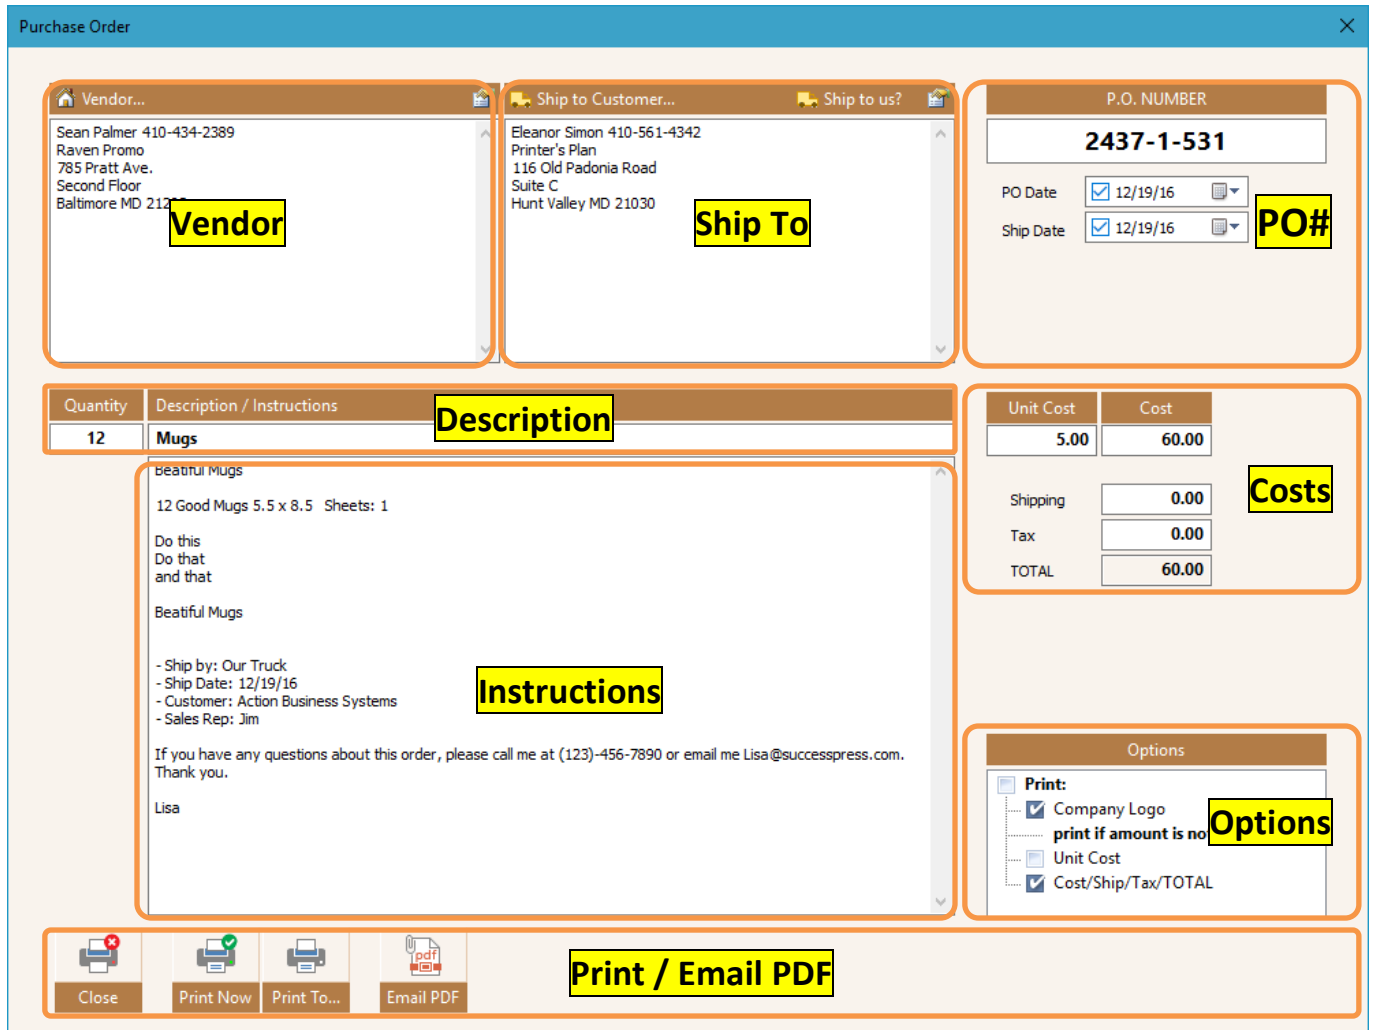 Purchase Order
Vendor...
Sean Palmer 410-434-2389
Raven Promo
785 Pratt Ave.
Second Floor
Baltimore MD
Vendor
Ship to Customer... Ship to us?
Eleanor Simon 410-561-4342
Printer's Plan
116 Old Padonia Road
Suite C
Hunt Valley MD 21030
Ship To
P.O. NUMBER
2437-1-531
PO Date 12/19/16
Ship Date 12/19/16
PO#
Quantity Description / Instructions
12 Mugs
Description
Beatiful Mugs
12 Good Mugs 5.5 x 8.5 Sheets: 1
Do this
Do that
and that
Beatiful Mugs
- Ship by: Our Truck
- Ship Date: 12/19/16
- Customer: Action Business Systems
- Sales Rep: Jim
If you have any questions about this order, please call me at (123)-456-7890 or email me Lisa@successpress.com.
Thank you.
Lisa
Instructions
Unit Cost Cost
5.00 60.00
Shipping 0.00
Tax 0.00
TOTAL 60.00
Costs
Options
Print:
Company Logo
print if amount is
Unit Cost
Cost/Ship/Tax/TOTAL
Options
Close Print Now Print To... pdf Email PDF
Print / Email PDF